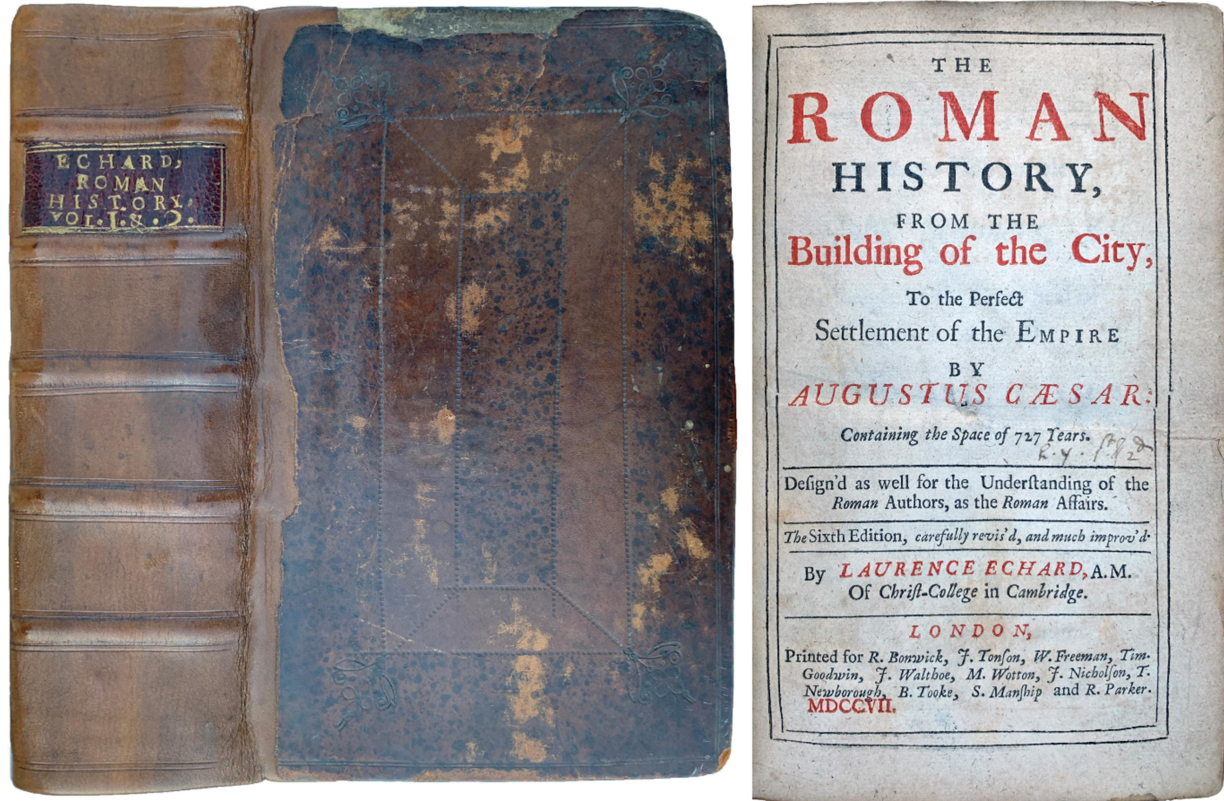 ECHARD,
ROMAN
HISTORY,
VOL. I. & . 2.
THE
ROMAN
HISTORY,
FROM THE
Building of the City,
To the Perfect
Settlement of the EMPIRE
BY
AUGUSTUS CÆSAR:
Containing the Space of 727 Years.
Deſign'd as well for the Underſtanding of the
Roman Authors, as the Roman Affairs.
The Sixth Edition, carefully revis'd, and much improv'd.
By LAURENCE ECHARD, A.M.
Of Chriſt-College in Cambridge.
LONDON,
Printed for R. Bonwick, J. Tonſon, W. Freeman, Tim-
Goodwin, J. Walthoe, M. Wotton, J. Nicholſon, T.
Newborough, B. Tooke, S. Manſhip and R. Parker.
MDCCVII.